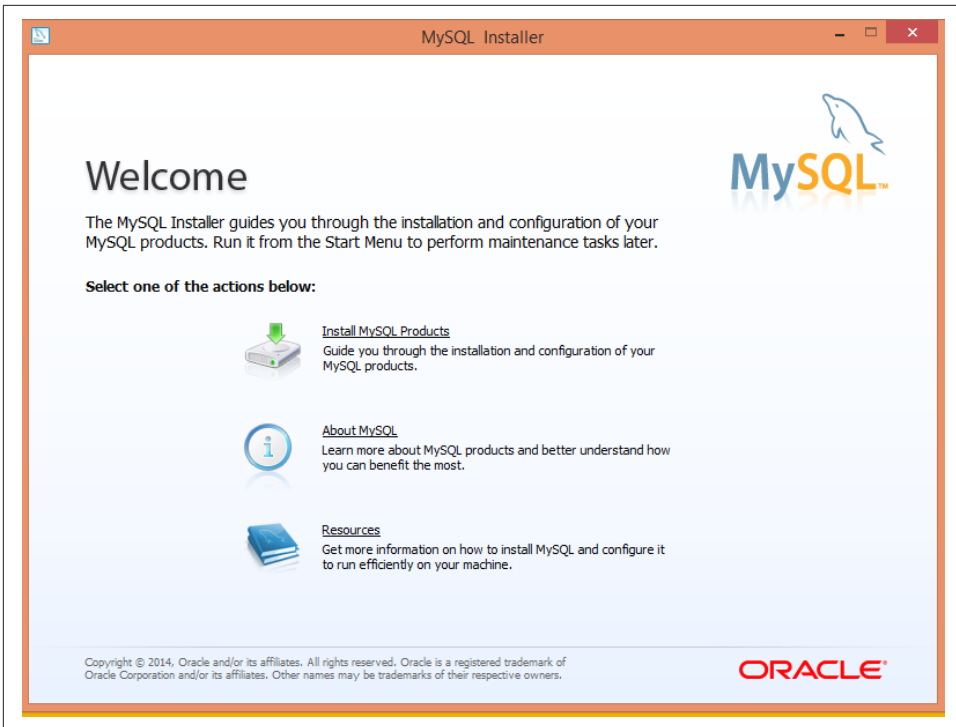 MySQL Installer
MySQL™
Welcome
The MySQL Installer guides you through the installation and configuration of your
MySQL products. Run it from the Start Menu to perform maintenance tasks later.
Select one of the actions below:
Install MySQL Products
Guide you through the installation and configuration of your
MySQL products.
About MySQL
Learn more about MySQL products and better understand how
you can benefit the most.
Resources
Get more information on how to install MySQL and configure it
to run efficiently on your machine.
Copyright © 2014, Oracle and/or its affiliates. All rights reserved. Oracle is a registered trademark of
Oracle Corporation and/or its affiliates. Other names may be trademarks of their respective owners.
ORACLE®